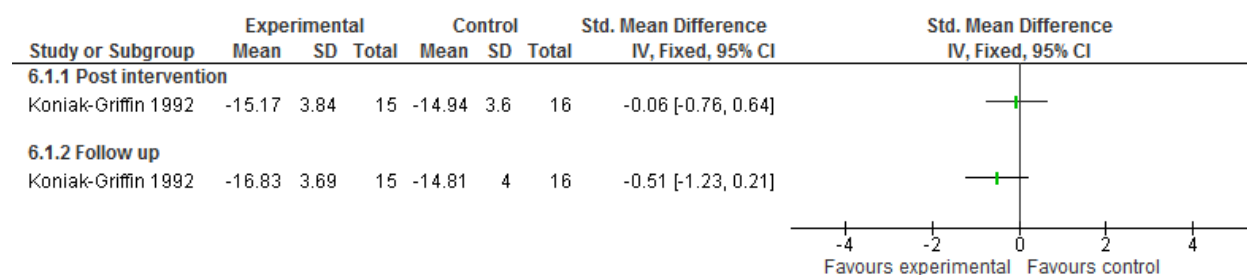 Experimental Control Std. Mean Difference Std. Mean Difference
Study or Subgroup Mean SD Total Mean SD Total IV, Fixed, 95% CI IV, Fixed, 95% CI
6.1.1 Post intervention
Koniak-Griffin 1992 -15.17 3.84 15 -14.94 3.6 16 -0.06 [-0.76, 0.64]
6.1.2 Follow up
Koniak-Griffin 1992 -16.83 3.69 15 -14.81 4 16 -0.51 [-1.23, 0.21]
-4 -2 0 2 4
Favours experimental Favours control